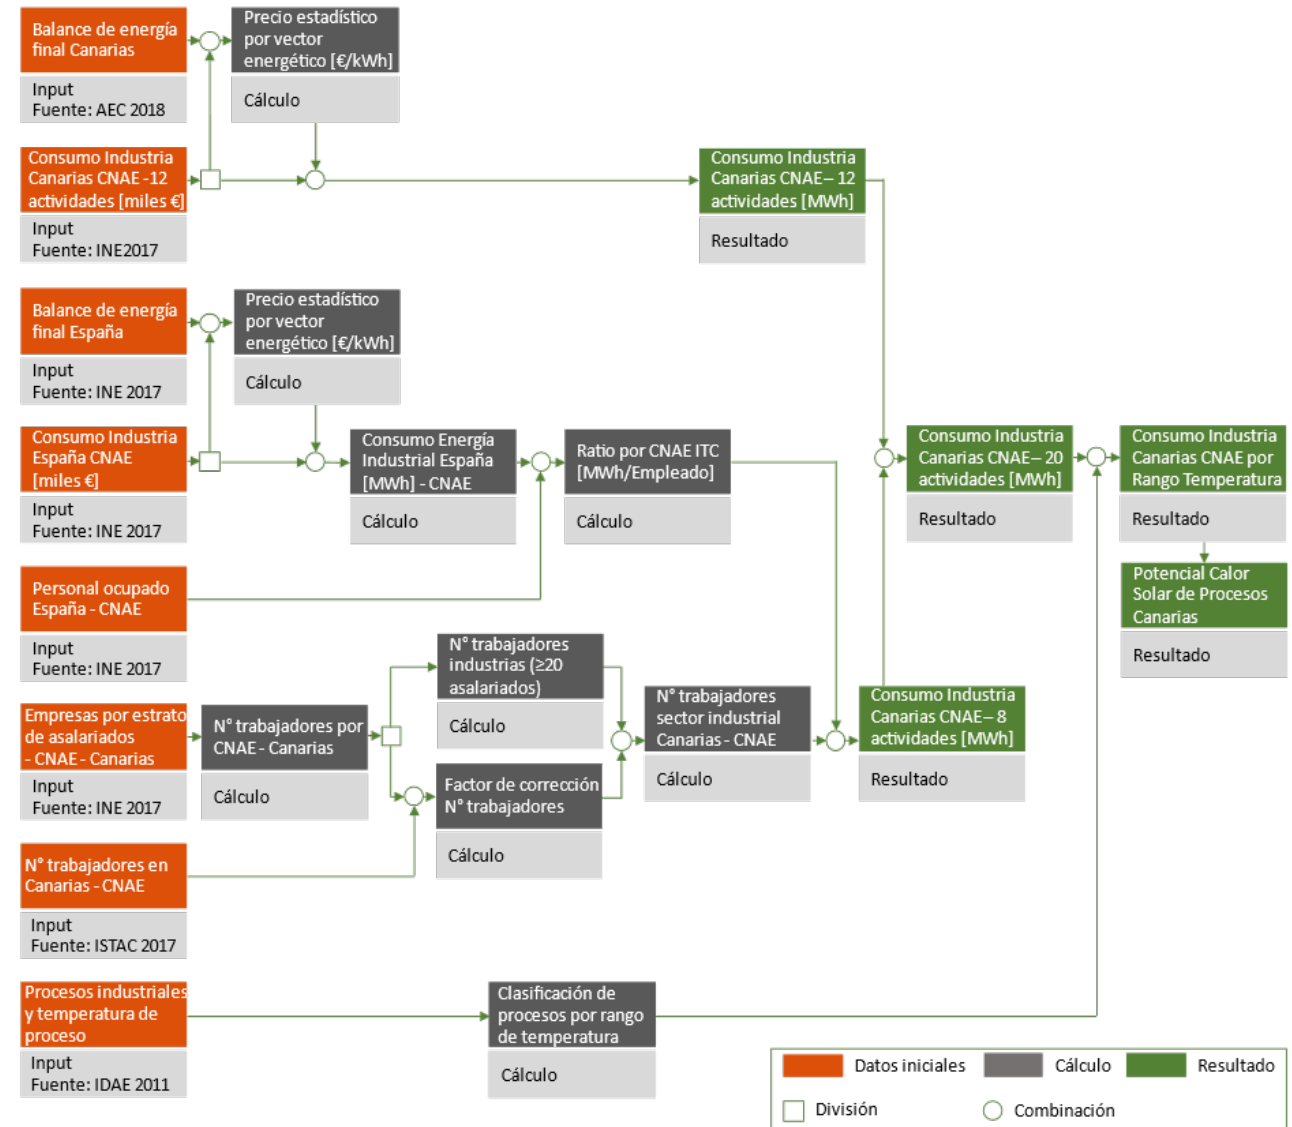 Balance de energía
final Canarias
Input
Fuente: AEC 2018
Precio estadístico
por vector
energético [€/kWh]
Cálculo
Consumo Industria
Canarias CNAE -12
actividades [miles €]
Input
Fuente: INE2017
Consumo Industria
Canarias CNAE– 12
actividades [MWh]
Resultado
Balance de energía
final España
Input
Fuente: INE 2017
Precio estadístico
por vector
energético [€/kWh]
Cálculo
Consumo Industria
España CNAE
[miles €]
Input
Fuente: INE 2017
Consumo Energía
Industrial España
[MWh] - CNAE
Cálculo
Ratio por CNAE ITC
[MWh/Empleado]
Cálculo
Consumo Industria
Canarias CNAE– 20
actividades [MWh]
Resultado
Consumo Industria
Canarias CNAE por
Rango Temperatura
Resultado
Potencial Calor
Solar de Procesos
Canarias
Resultado
Personal ocupado
España - CNAE
Input
Fuente: INE 2017
Empresas por estrato
de asalariados
- CNAE - Canarias
Input
Fuente: INE 2017
N° trabajadores por
CNAE - Canarias
Cálculo
N° trabajadores
industrias (≥20
asalariados)
Cálculo
Factor de corrección
N° trabajadores
Cálculo
N° trabajadores
sector industrial
Canarias - CNAE
Cálculo
Consumo Industria
Canarias CNAE– 8
actividades [MWh]
Resultado
N° trabajadores en
Canarias - CNAE
Input
Fuente: ISTAC 2017
Procesos industriales
y temperatura de
proceso
Input
Fuente: IDAE 2011
Clasificación de
procesos por rango
de temperatura
Cálculo
Datos iniciales
Cálculo
Resultado
División
Combinación